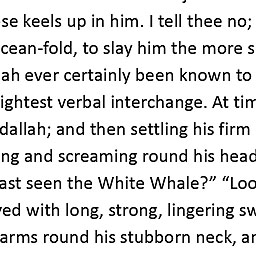 se keels up in him. I tell thee no;
cean-fold, to slay him the more s
ah ever certainly been known to
ightest verbal interchange. At tim
dallah; and then settling his firm
ng and screaming round his head
ast seen the White Whale?” “Loo
ed with long, strong, lingering sw
arms round his stubborn neck, an